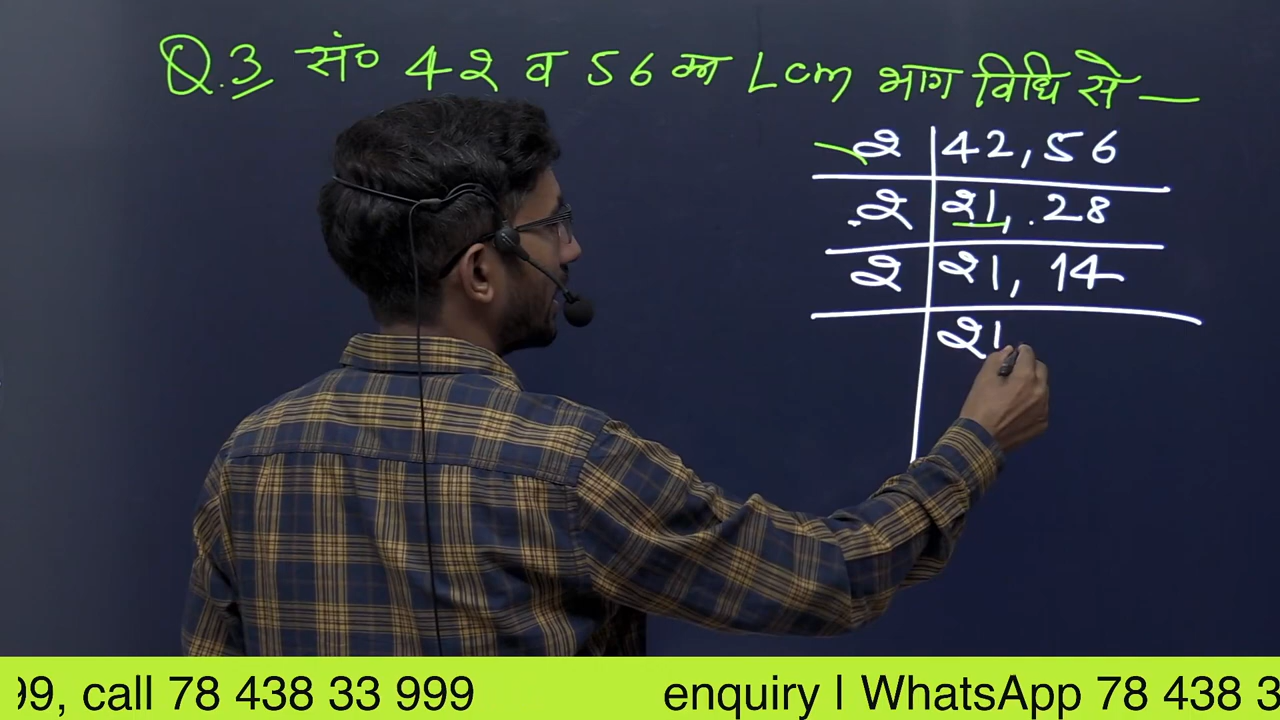 Q.3 सं० 42 व 56 का Lcm भाग विधि से —
2 | 42, 56
2 | 21, 28
2 | 21, 14
21
99, call 78 438 33 999 enquiry | WhatsApp 78 438 3